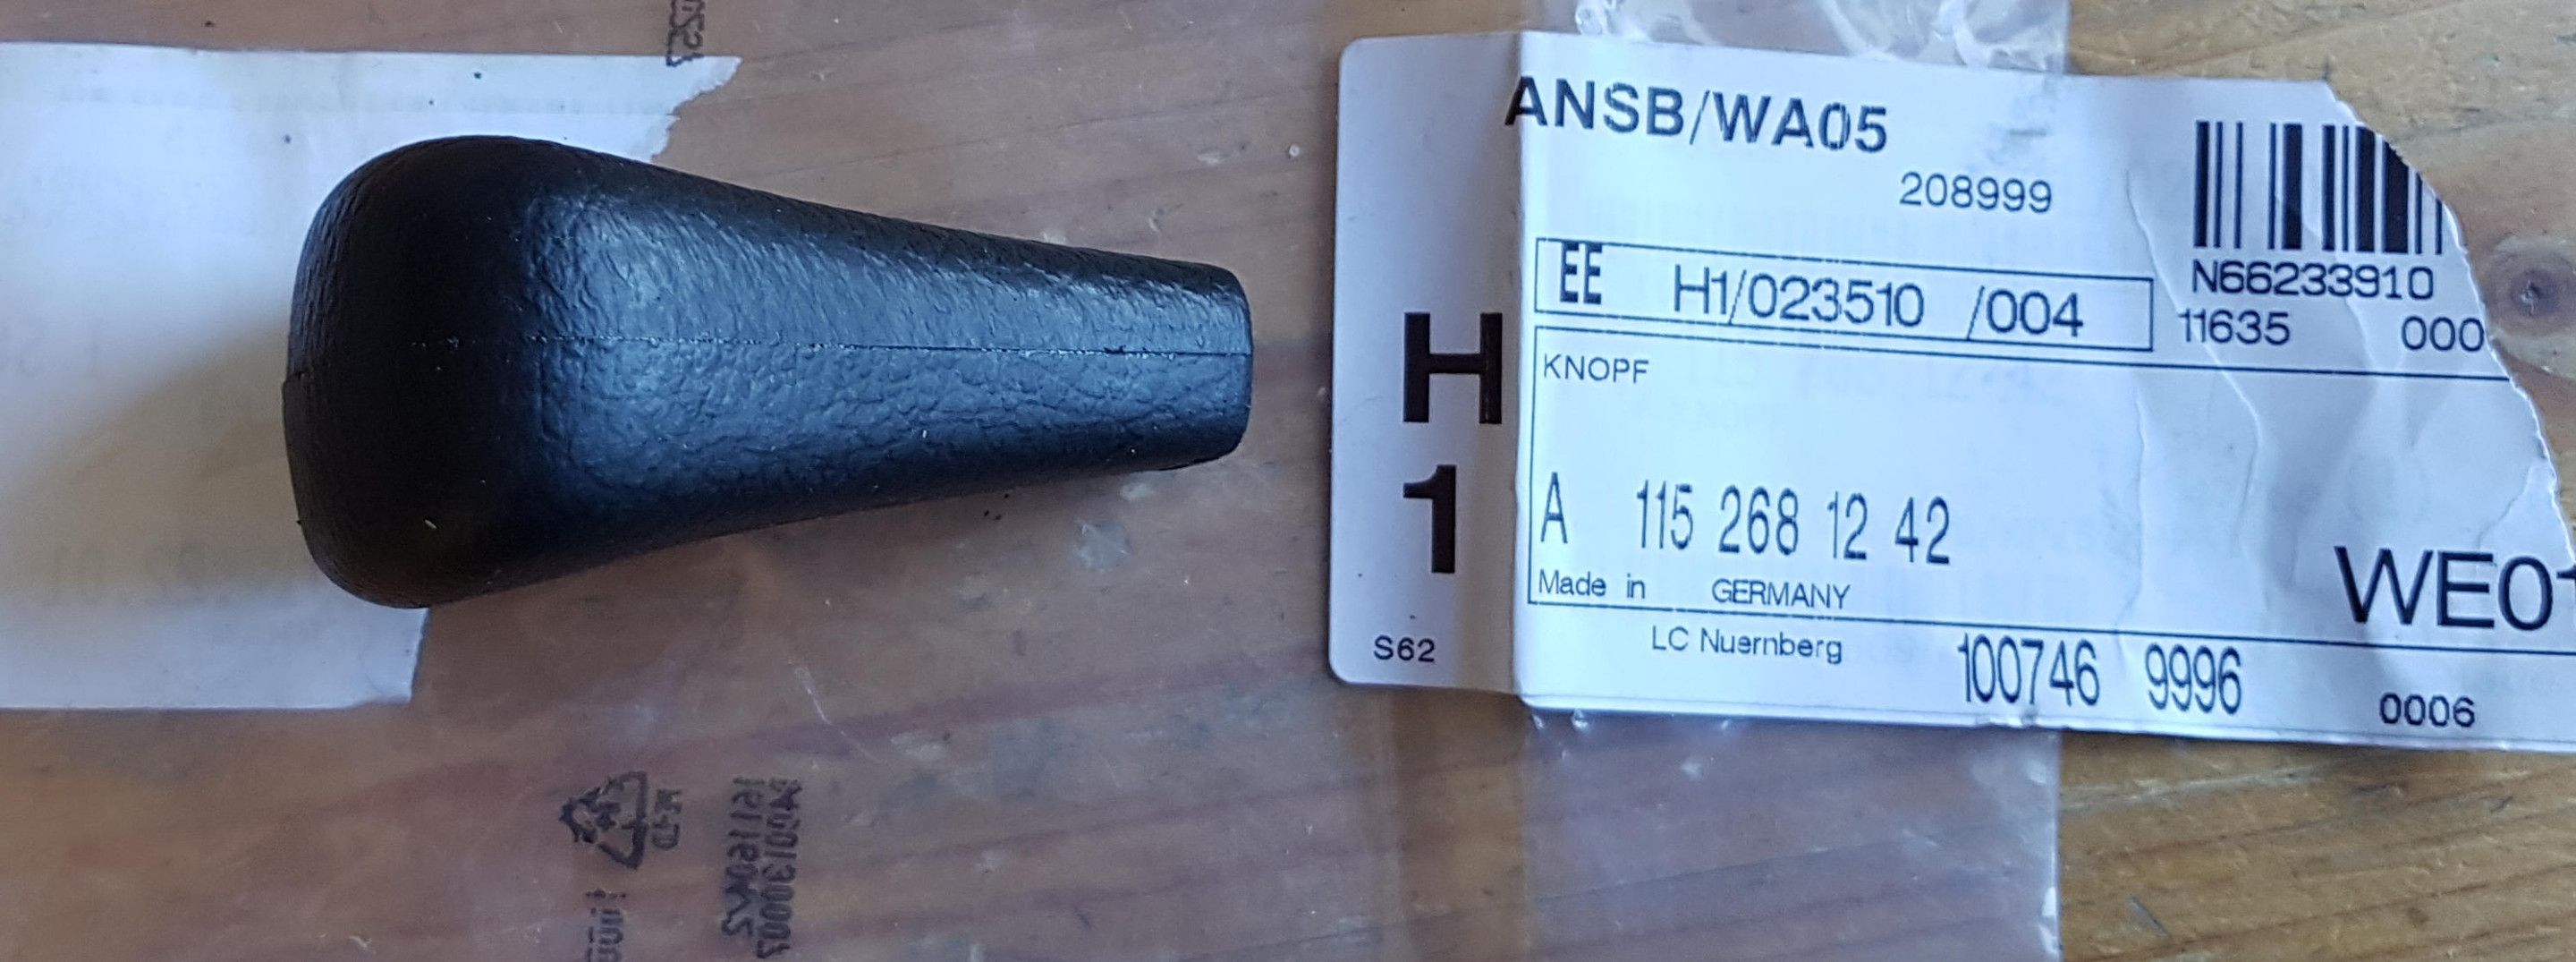 ANSB/WA05
208999
N66233910
11635 000
EE H1/023510 /004
H
1
S62
KNOPF
A 115 268 12 42
Made in GERMANY
WE01
LC Nuernberg
100746 9996
0006